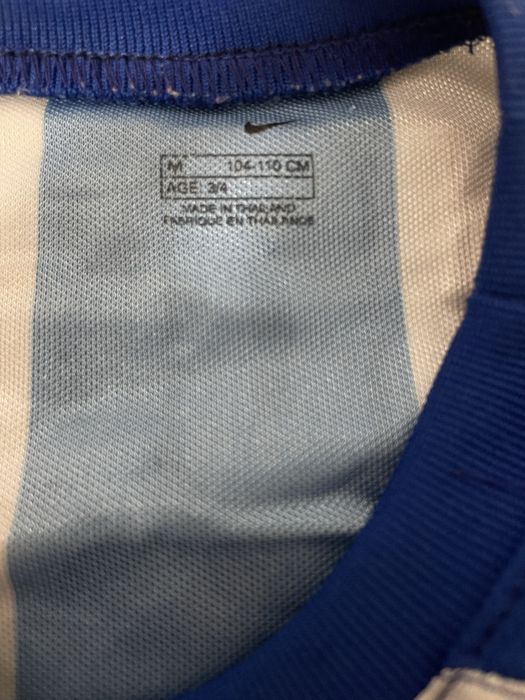 M 104-110 CM
AGE: 3/4
MADE IN THAILAND
FABRIQUE EN THAILANDE